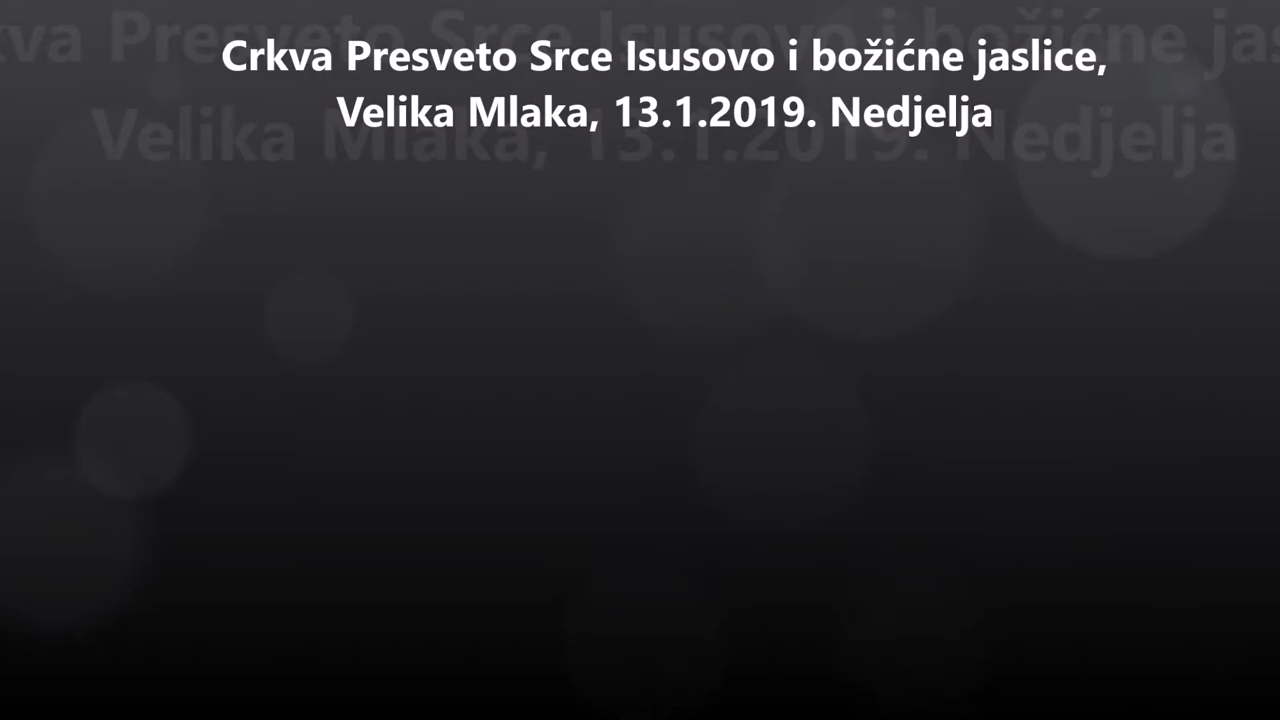 Crkva Presveto Srce Isusovo i božićne jaslice,
Velika Mlaka, 13.1.2019. Nedjelja